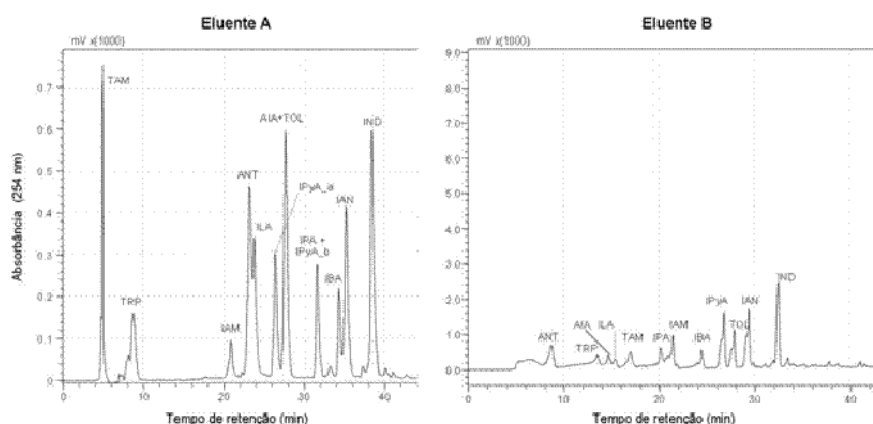 Eluente A
mV x(1000)
TAM
0.7
0.6
AIA+TOL
IND
0.5
iANT
IPyA_a
ILA
IAN
0.4
0.3
IPA +
IPyA_b
IBA
0.2
TRP
IAM
0.1
0
0
10
20
30
40
Absorbância (254 nm)
Tempo de retenção (min)
Eluente B
mV x(1000)
9.0
8.0
7.0
6.0
5.0
4.0
3.0
2.0
1.0
0.0
ANT
TRP
AIA
ILA
TAM
IPA
IAM
IBA
IPyA
TOL
IAN
IND
0
10
20
30
40
Tempo de retenção (min)